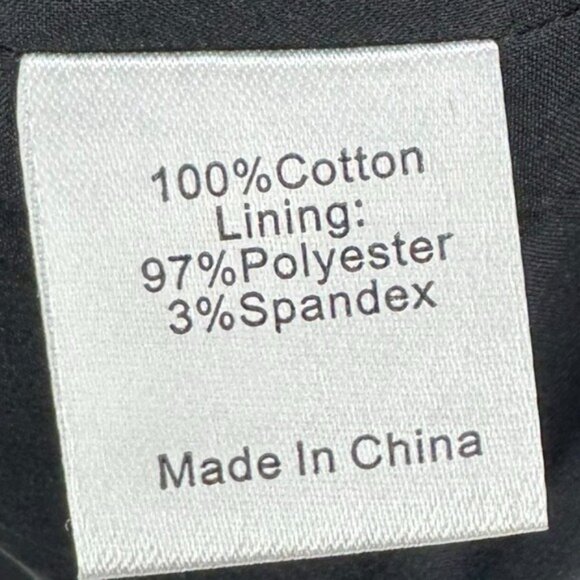 100%Cotton
Lining:
97%Polyester
3%Spandex
Made In China